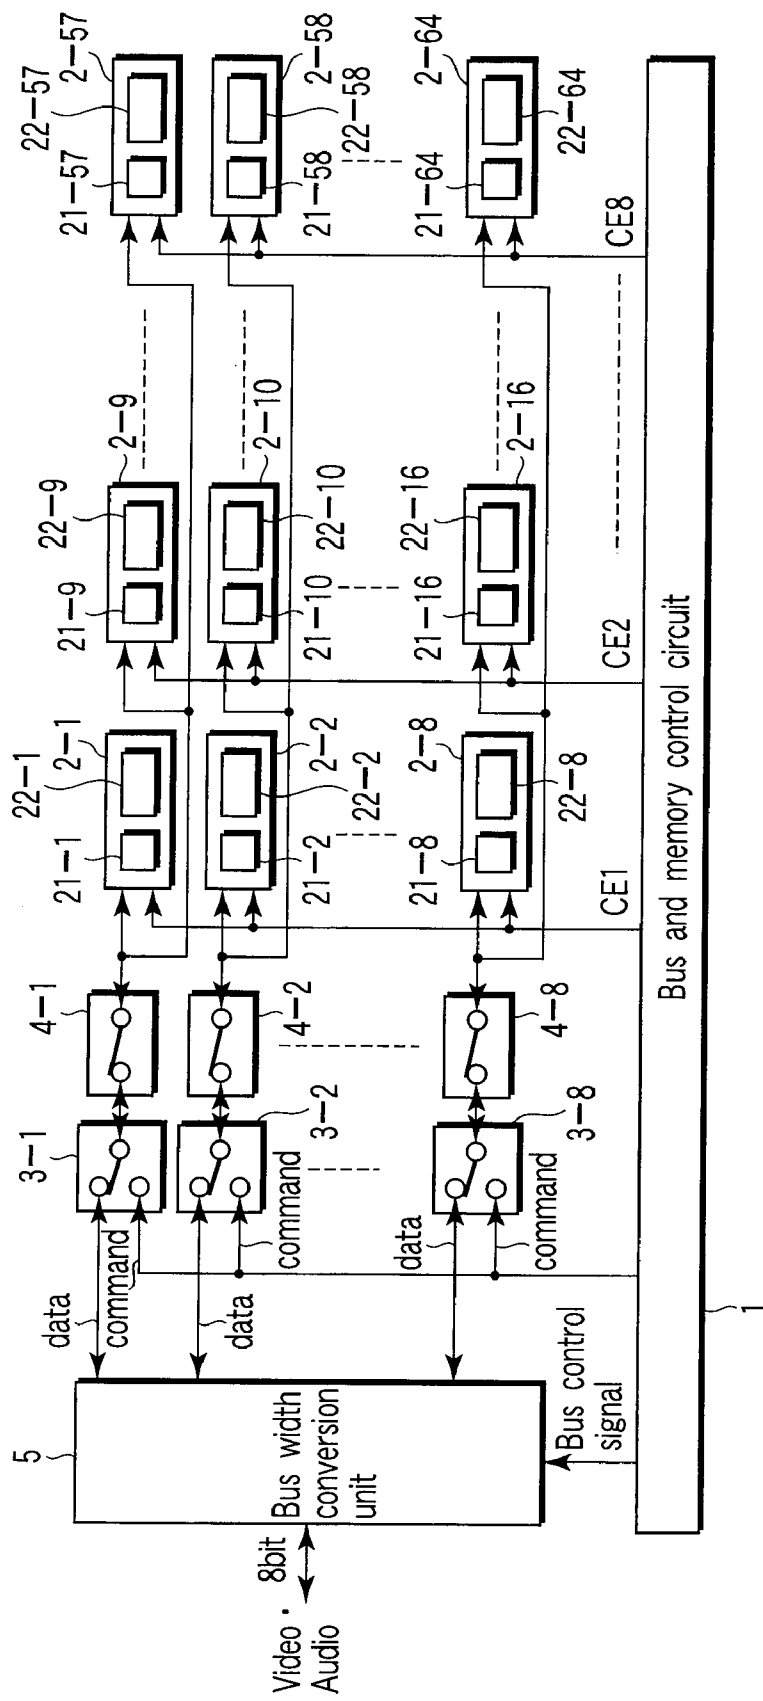 Video・
Audio
8bit
5
Bus width
conversion
unit
Bus control
signal
data
command
data
command
data
command
3−1
3−2
3−8
4−1
4−2
4−8
21−1
22−1
2−1
21−2
22−2
2−2
21−8
22−8
2−8
CE1
21−9
22−9
2−9
21−10
22−10
2−10
21−16
22−16
2−16
CE2
21−57
22−57
2−57
21−58
22−58
2−58
21−64
22−64
2−64
CE8
Bus and memory control circuit
1